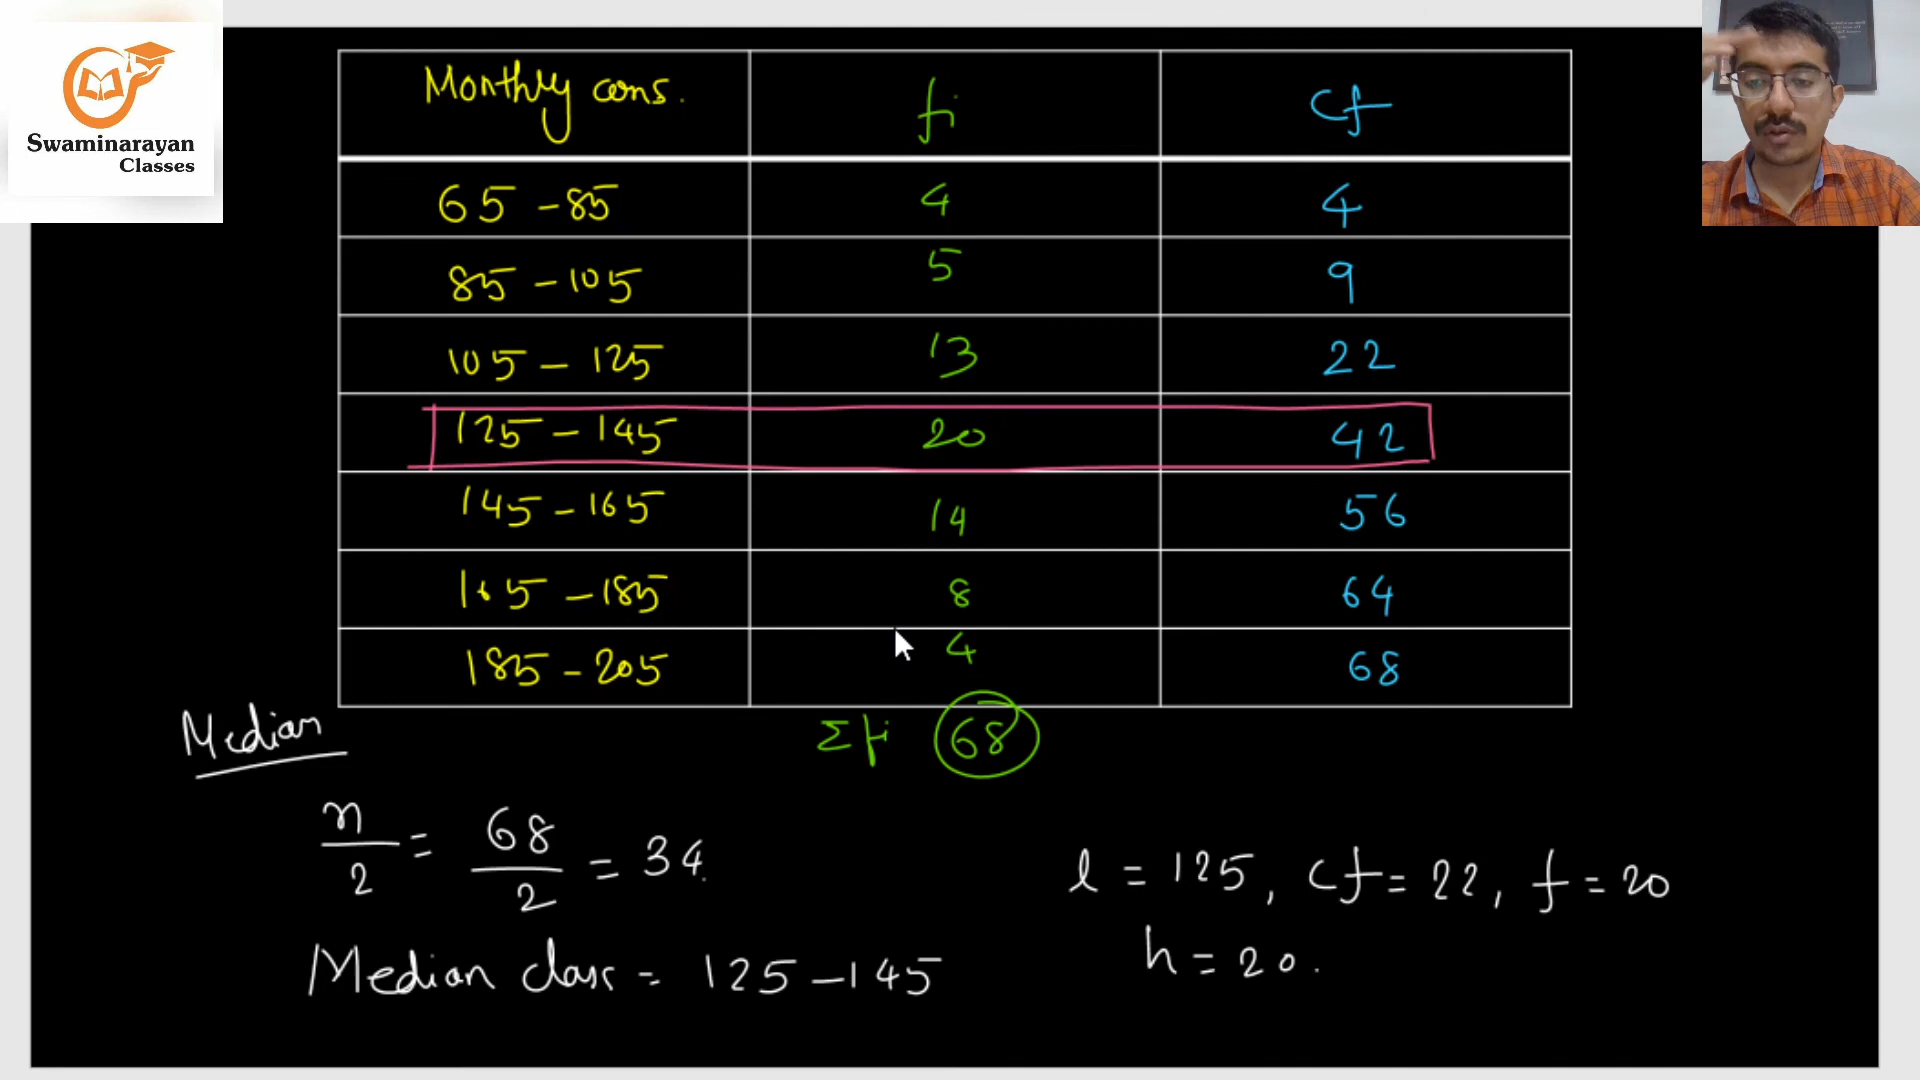 Swaminarayan
Classes
Monthly cons. fi cf
65 - 85 4 4
85 - 105 5 9
105 - 125 13 22
125 - 145 20 42
145 - 165 14 56
165 - 185 8 64
185 - 205 4 68
Σfi 68
Median
n/2 = 68/2 = 34.
l = 125, cf = 22, f = 20
h = 20.
Median class = 125 - 145